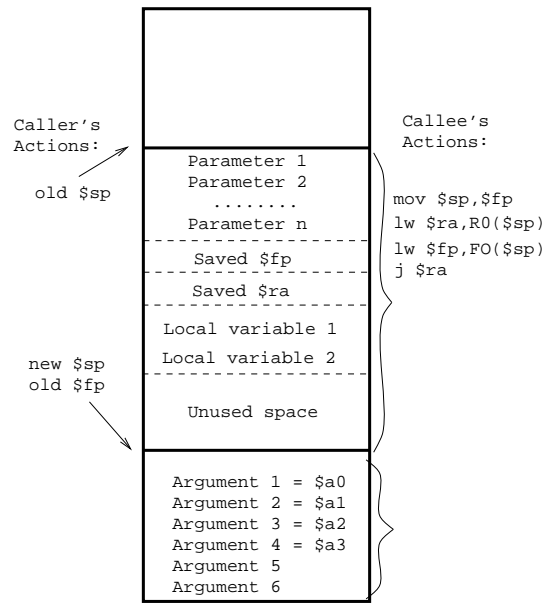 Caller's
Actions:
old $sp
new $sp
old $fp
Parameter 1
Parameter 2
........
Parameter n
Saved $fp
Saved $ra
Local variable 1
Local variable 2
Unused space
Argument 1 = $a0
Argument 2 = $a1
Argument 3 = $a2
Argument 4 = $a3
Argument 5
Argument 6
Callee's
Actions:
mov $sp,$fp
lw $ra,RO($sp)
lw $fp,FO($sp)
j $ra